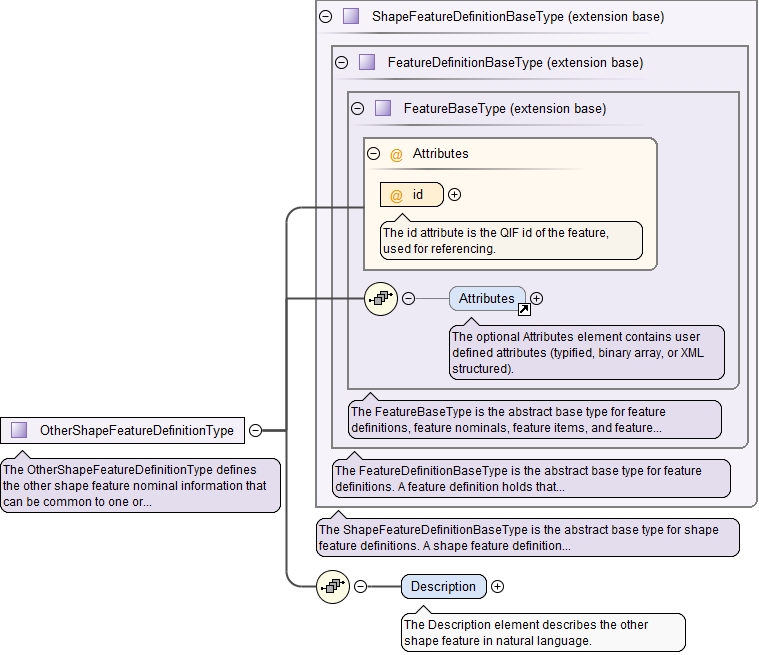 ShapeFeatureDefinitionBaseType (extension base)
FeatureDefinitionBaseType (extension base)
FeatureBaseType (extension base)
@ Attributes
@ id
The id attribute is the QIF id of the feature,
used for referencing.
Attributes
The optional Attributes element contains user
defined attributes (typified, binary array, or XML
structured).
The FeatureBaseType is the abstract base type for feature
definitions, feature nominals, feature items, and feature...
OtherShapeFeatureDefinitionType
The OtherShapeFeatureDefinitionType defines
the other shape feature nominal information that
can be common to one or...
The FeatureDefinitionBaseType is the abstract base type for feature
definitions. A feature definition holds that...
The ShapeFeatureDefinitionBaseType is the abstract base type for shape
feature definitions. A shape feature definition...
Description
The Description element describes the other
shape feature in natural language.